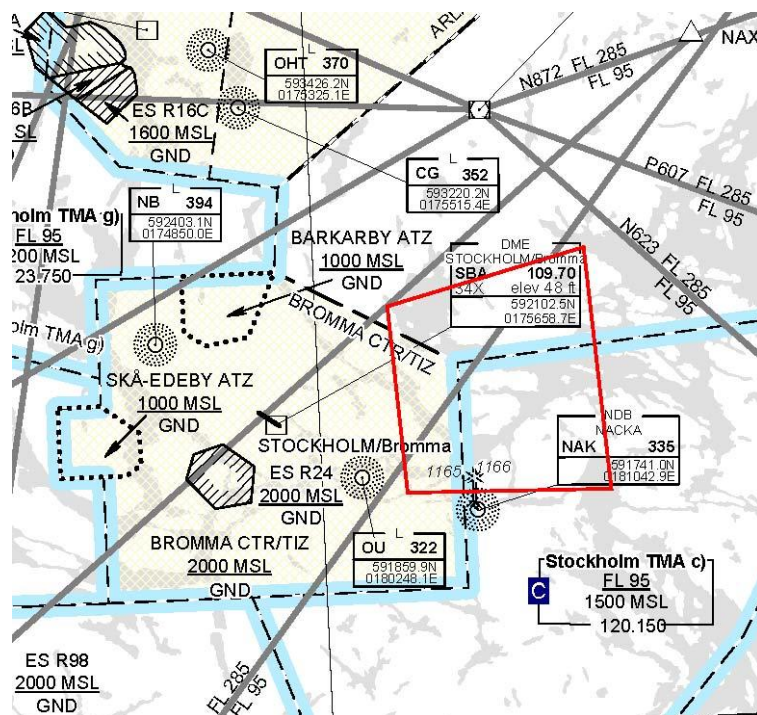 ARL
NAX
N872 FL 285
FL 95
L
OHT 370
593426.2N
0175325.1E
A
MSL
6B
SL
D
ES R16C
1600 MSL
GND
L
CG 352
593220.2N
0175515.4E
P607 FL 285
FL 95
L
NB 394
592403.1N
0174850.0E
N623 FL 285
FL 95
holm TMA g)
FL 95
200 MSL
23.750
BARKARBY ATZ
1000 MSL
GND
DME
STOCKHOLM/Bromma
SBA 109.70
54X elev 48 ft
592102.5N
0175658.7E
BROMMA CTR/TIZ
olm TMA g)
SKÅ-EDEBY ATZ
1000 MSL
GND
STOCKHOLM/Bromma
NDB
NACKA
NAK 335
591741.0N
0181042.9E
1165
1166
ES R24
2000 MSL
GND
BROMMA CTR/TIZ
2000 MSL
GND
L
OU 322
591859.9N
0180248.1E
Stockholm TMA c)
FL 95
1500 MSL
120.150
C
ES R98
2000 MSL
GND
FL 285
FL 95